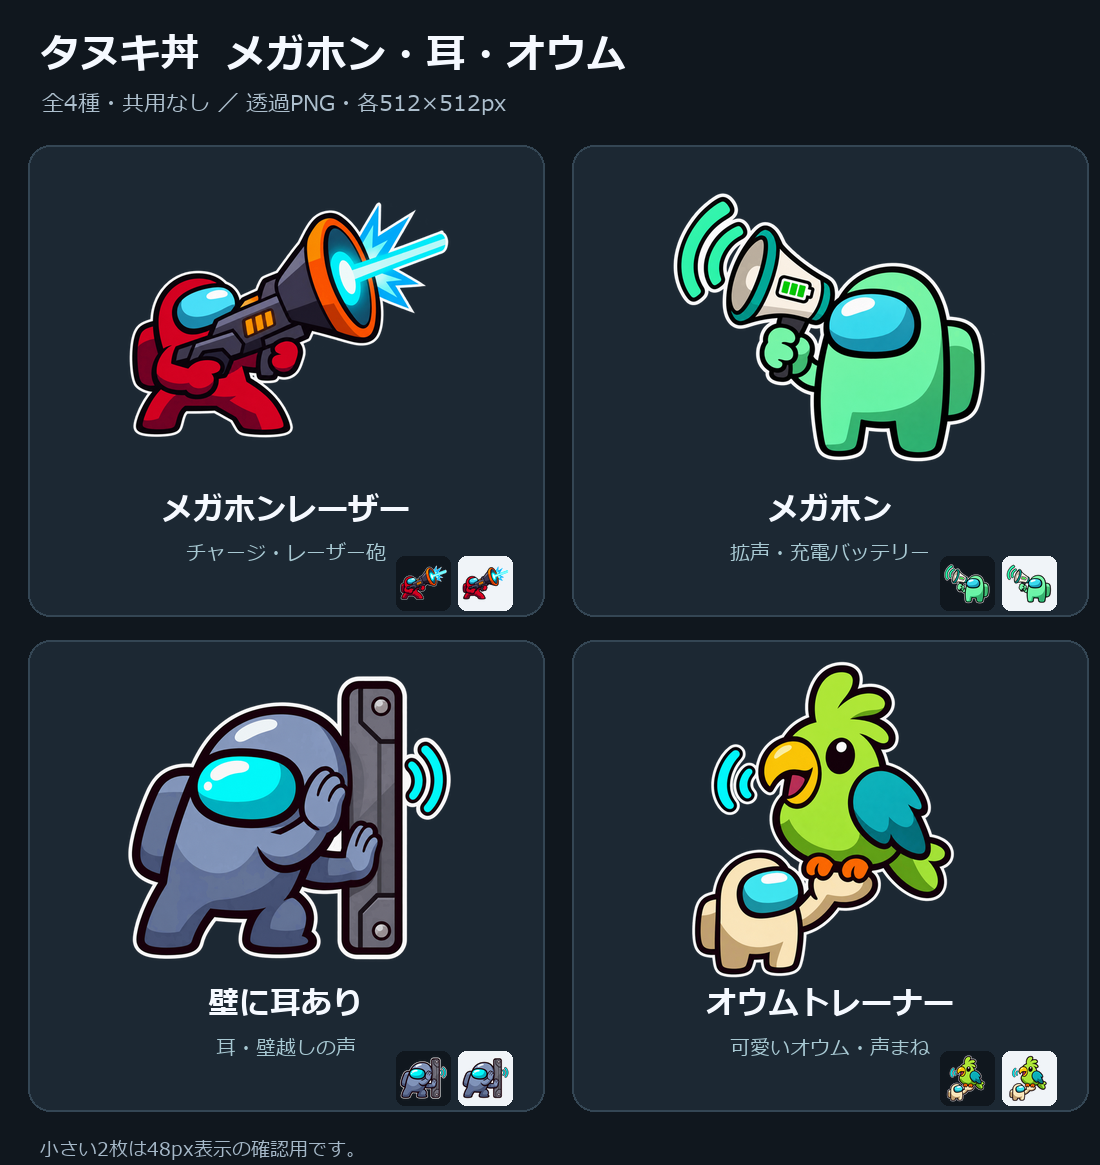 タヌキ丼 メガホン・耳・オウム
全4種・共用なし ／ 透過PNG・各512×512px
メガホンレーザー
チャージ・レーザー砲
メガホン
拡声・充電バッテリー
壁に耳あり
耳・壁越しの声
オウムトレーナー
可愛いオウム・声まね
小さい2枚は48px表示の確認用です。